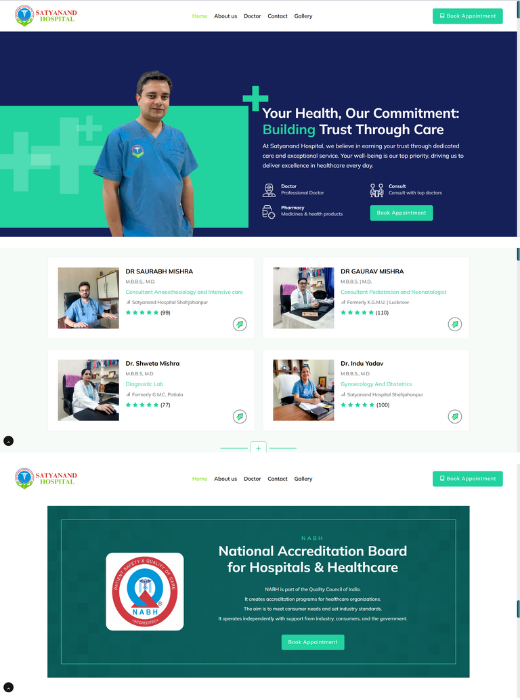 SATYANAND
HOSPITAL
Home About us Doctor Contact Gallery
Book Appointment
Your Health, Our Commitment:
Building Trust Through Care
At Satyanand Hospital, we believe in earning your trust through dedicated
care and exceptional service. Your well-being is our top priority, driving us to
deliver excellence in healthcare every day.
Doctor
Professional Doctor
Consult
Consult with top doctors
Pharmacy
Medicines & health products
Book Appointment
DR SAURABH MISHRA
M.B.B.S., M.D.
Consultant Anaesthesiology and Intensive care
Satyanand Hospital Shahjahanpur
(99)
DR GAURAV MISHRA
M.B.B.S, | M.D.
Consultant Pediatrician and Neonatologist
Formerly K.G.M.U, | Lucknow
(110)
Dr. Shweta Mishra
M.B.B.S, M.D
Diagnostic Lab
Formerly G.M.C. Patiala
(77)
Dr. Indu Yadav
M.B.B.S, M.D.
Gynaecology And Obstetrics
Satyanand Hospital Shahjahanpur
(100)
SATYANAND
HOSPITAL
Home About us Doctor Contact Gallery
Book Appointment
NABH
National Accreditation Board
for Hospitals & Healthcare
PATIENT SAFETY & QUALITY OF CARE
NABH
ACCREDITED
NABH is part of the Quality Council of India.
It creates accreditation programs for healthcare organizations.
The aim is to meet consumer needs and set industry standards.
It operates independently with support from industry, consumers, and the government.
Book Appointment